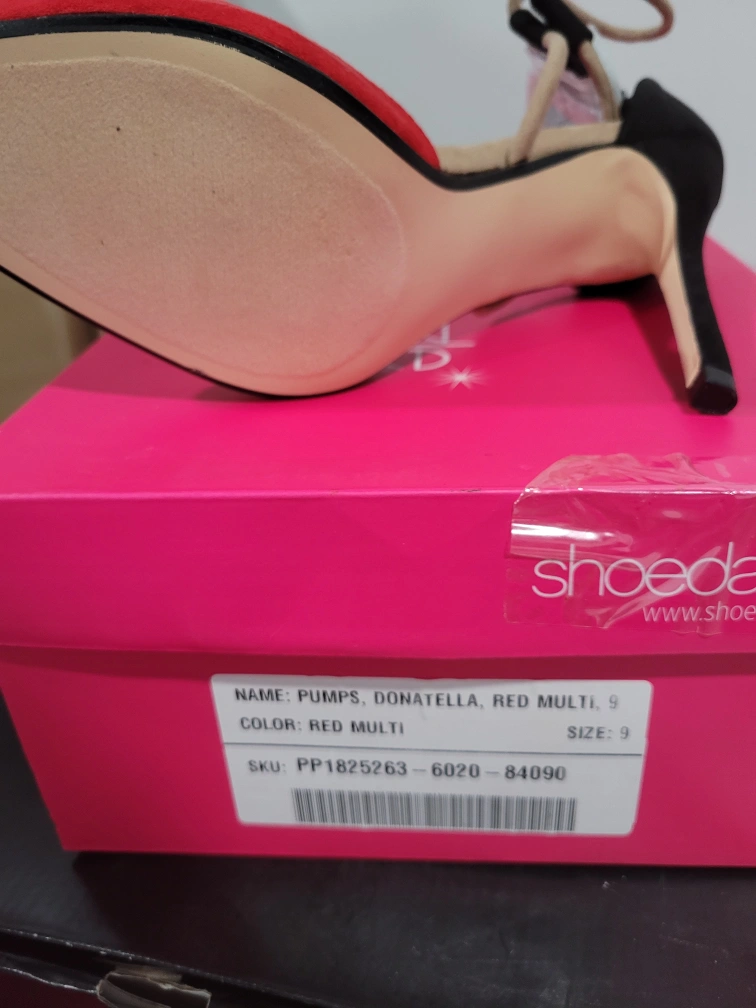 shoeda
www.shoe
NAME: PUMPS, DONATELLA, RED MULTI, 9
COLOR: RED MULTI
SIZE: 9
SKU: PP1825263-6020-84090